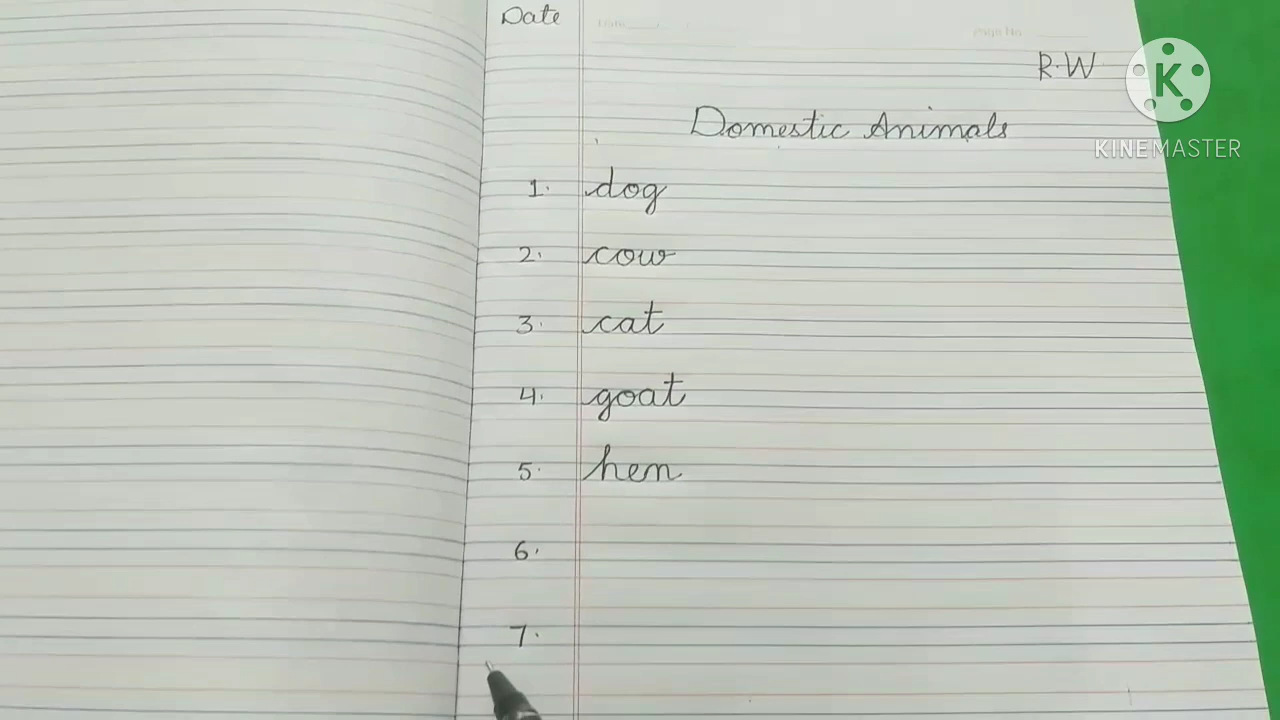 Date
R.W
K
KINEMASTER
Domestic Animals
1. dog
2. cow
3. cat
4. goat
5. hen
6.
7.